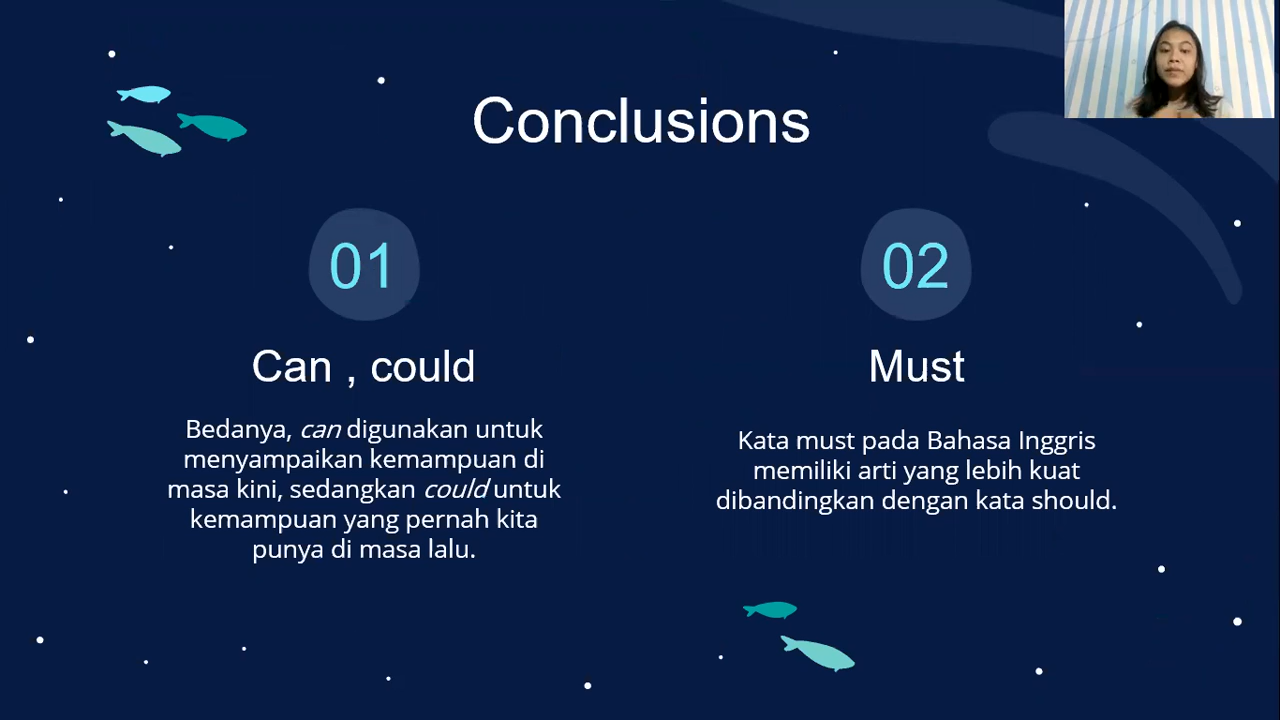 Conclusions
01
Can , could
Bedanya, can digunakan untuk
menyampaikan kemampuan di
masa kini, sedangkan could untuk
kemampuan yang pernah kita
punya di masa lalu.
02
Must
Kata must pada Bahasa Inggris
memiliki arti yang lebih kuat
dibandingkan dengan kata should.